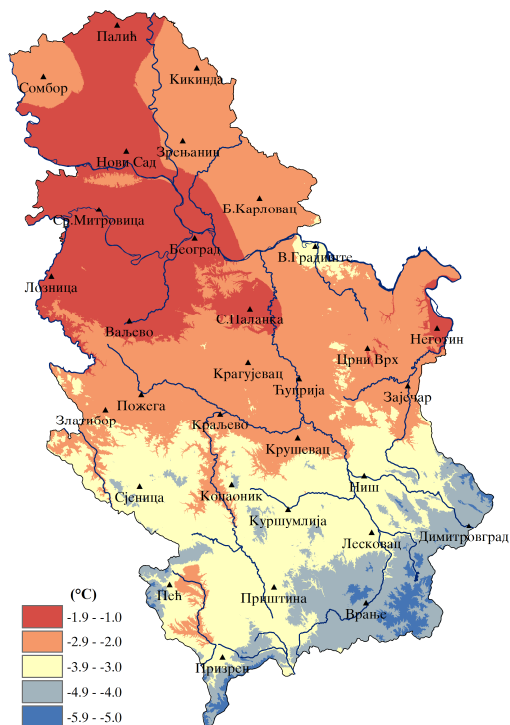 Палић
Кикинда
Сомбор
Зрењанин
Нови Сад
Б.Карловац
Ср.Митровица
Београд
В.Градиште
Лозница
С.Паланка
Ваљево
Неготин
Црни Врх
Крагујевац
Ћуприја
Зајечар
Пожега
Златибор
Краљево
Крушевац
Ниш
Сјеница
Копаоник
Куршумлија
Димитровград
Лесковац
Пећ
Приштина
Врање
Призрен
(°C)
-1.9 - -1.0
-2.9 - -2.0
-3.9 - -3.0
-4.9 - -4.0
-5.9 - -5.0